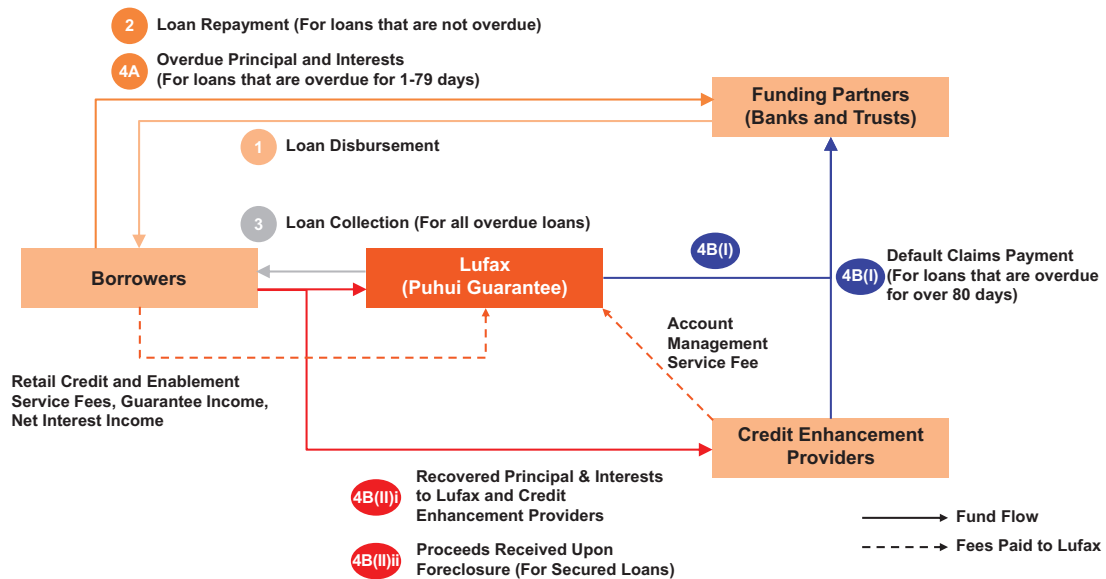 2
Loan Repayment (For loans that are not overdue)
4A
Overdue Principal and Interests
(For loans that are overdue for 1-79 days)
Funding Partners
(Banks and Trusts)
1
Loan Disbursement
3
Loan Collection (For all overdue loans)
Borrowers
Lufax
(Puhui Guarantee)
4B(I)
4B(I)
Default Claims Payment
(For loans that are overdue
for over 80 days)
Account
Management
Service Fee
Retail Credit and Enablement
Service Fees, Guarantee Income,
Net Interest Income
Credit Enhancement
Providers
4B(II)i
Recovered Principal & Interests
to Lufax and Credit
Enhancement Providers
4B(II)ii
Proceeds Received Upon
Foreclosure (For Secured Loans)
Fund Flow
Fees Paid to Lufax